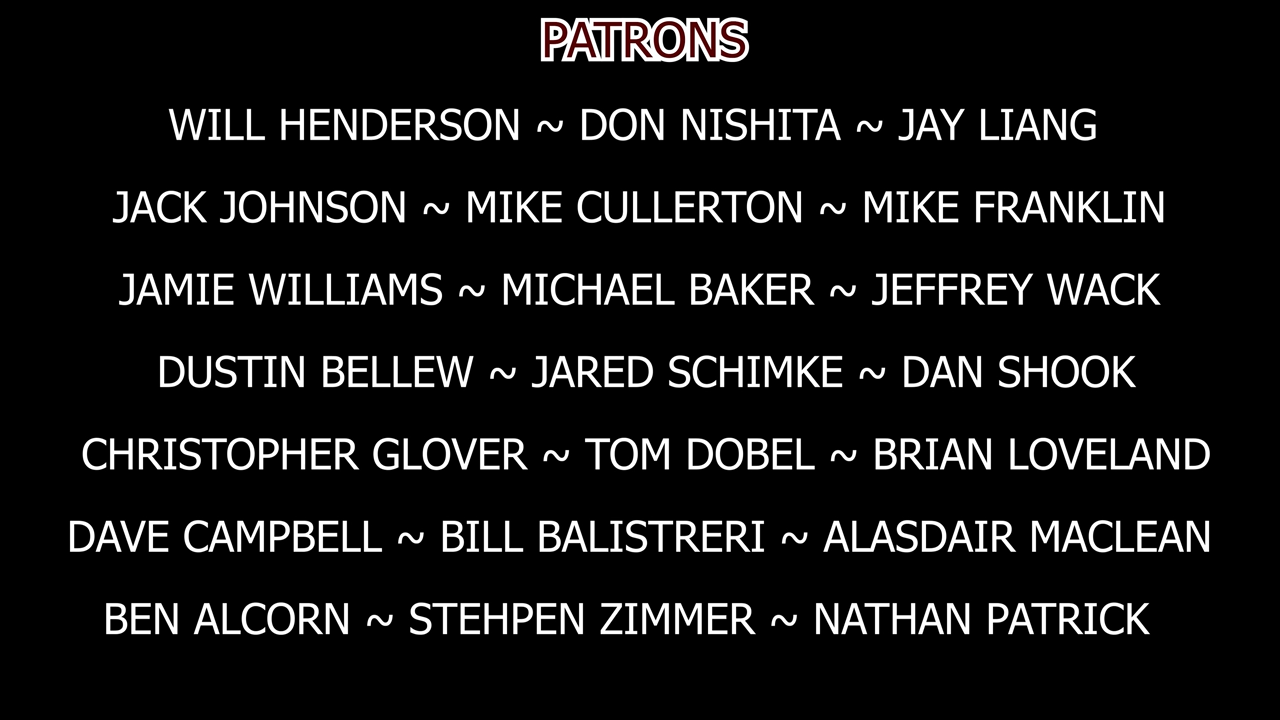 PATRONS
WILL HENDERSON ~ DON NISHITA ~ JAY LIANG
JACK JOHNSON ~ MIKE CULLERTON ~ MIKE FRANKLIN
JAMIE WILLIAMS ~ MICHAEL BAKER ~ JEFFREY WACK
DUSTIN BELLEW ~ JARED SCHIMKE ~ DAN SHOOK
CHRISTOPHER GLOVER ~ TOM DOBEL ~ BRIAN LOVELAND
DAVE CAMPBELL ~ BILL BALISTRERI ~ ALASDAIR MACLEAN
BEN ALCORN ~ STEHPEN ZIMMER ~ NATHAN PATRICK